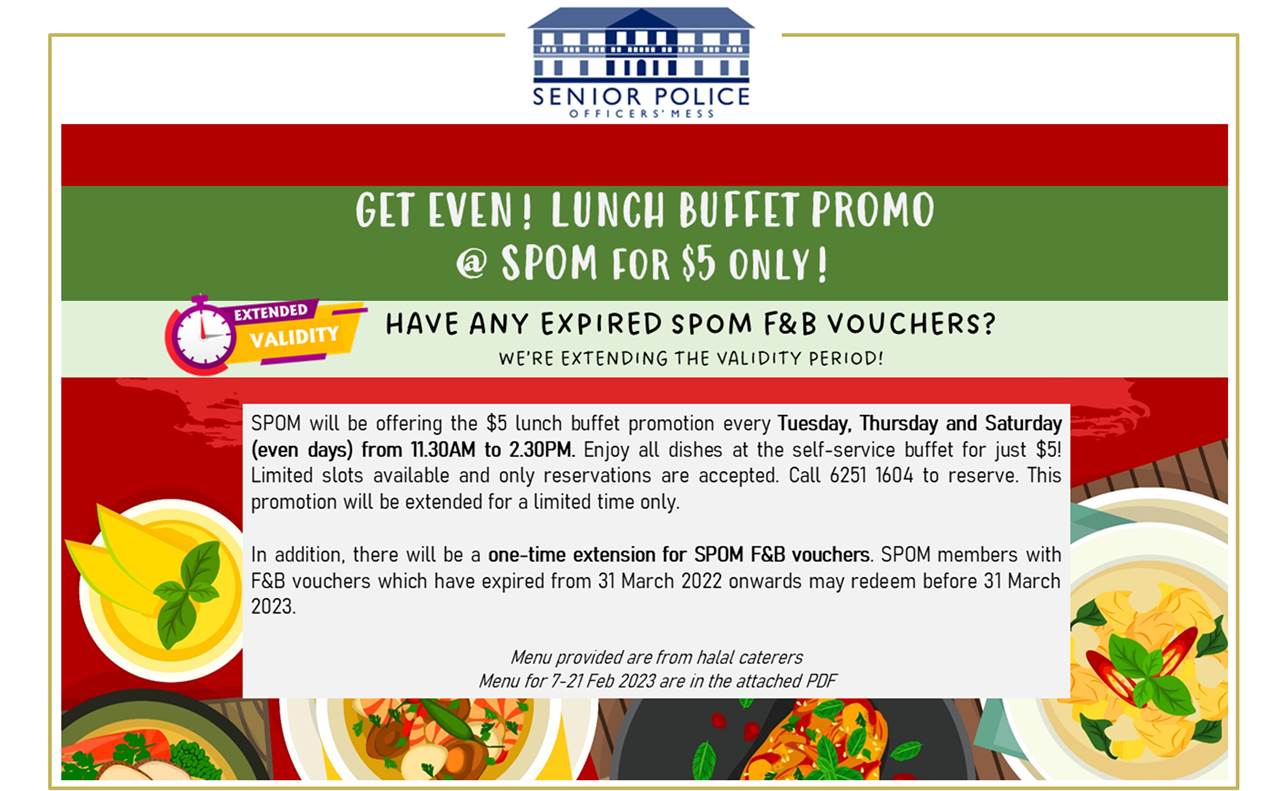 SENIOR POLICE
OFFICERS' MESS
GET EVEN! LUNCH BUFFET PROMO
@ SPOM FOR $5 ONLY!
EXTENDED
VALIDITY
HAVE ANY EXPIRED SPOM F&B VOUCHERS?
WE'RE EXTENDING THE VALIDITY PERIOD!
SPOM will be offering the $5 lunch buffet promotion every Tuesday, Thursday and Saturday
(even days) from 11.30AM to 2.30PM. Enjoy all dishes at the self-service buffet for just $5!
Limited slots available and only reservations are accepted. Call 6251 1604 to reserve. This
promotion will be extended for a limited time only.
In addition, there will be a one-time extension for SPOM F&B vouchers. SPOM members with
F&B vouchers which have expired from 31 March 2022 onwards may redeem before 31 March
2023.
Menu provided are from halal caterers
Menu for 7-21 Feb 2023 are in the attached PDF